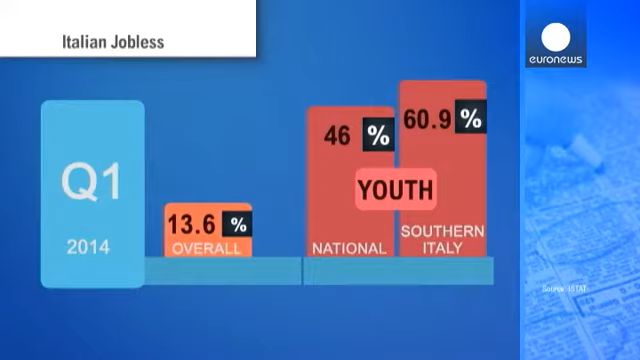 Italian Jobless
euronews
Q1
2014
13.6 %
OVERALL
46 %
NATIONAL
60.9 %
SOUTHERN
ITALY
YOUTH
Source: ISTAT